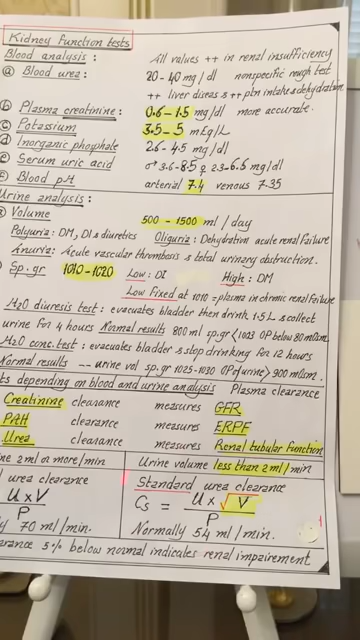 Kidney function tests
Blood analysis: All values ++ in renal insufficiency
ⓐ Blood urea: 20-40 mg/dl nonspecific rough test
++ liver diseas & ++ ptn intake & dehydration
ⓑ Plasma creatinine: 0.6-1.5 mg/dl more accurate.
ⓒ Potassium 3.5-5 mEq/L
ⓓ Inorganic phosphate 2.6-4.5 mg/dl
ⓔ Serum uric acid ♂ 3.6-8.5 ♀ 2.3-6.6 mg/dl
Ⓕ Blood pH arterial 7.4 venous 7.35
Urine analysis:
Volume 500-1500 ml/day
Polyuria: DM, DI & diuretics Oliguria: Dehydration acute renal failure
Anuria: Acute vascular thrombosis & total urinary obstruction.
Sp.gr 1010-1020 Low: DI High: DM
Low Fixed at 1010 = plasma in chronic renal Failure
H2O diuresis test: evacuates bladder then drink 1.5 L & collect
urine for 4 hours Normal results 800 ml sp.gr < 1003 OP below 80 mOsm
H2O conc.test: evacuates bladder & stop drinking for 12 hours
Normal results -- urine vol sp.gr 1025-1030 OP of urine > 900 mOsm.
ts depending on blood and urine analysis Plasma clearance
Creatinine clearance measures GFR
PAH clearance measures ERPF
Urea clearance measures Renal tubular function
ine 2 ml or more/min Urine volume less than 2 ml/min
urea clearance Standard urea clearance
U x V
P
Cs = U x √V
P
y 70 ml/min. Normally 54 ml/min.
arance 5% below normal indicates renal impairement